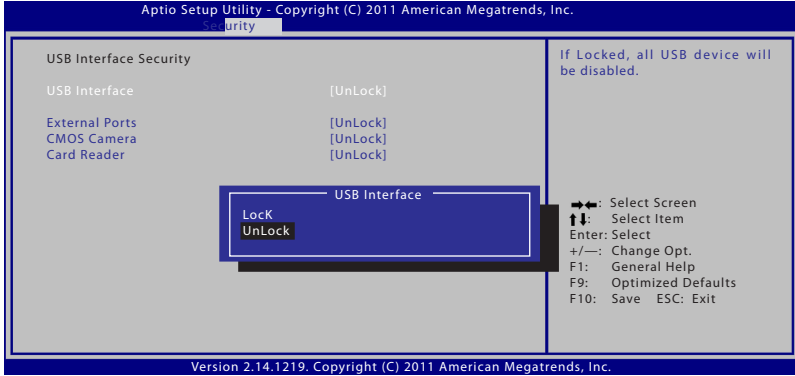 Aptio Setup Utility - Copyright (C) 2011 American Megatrends, Inc.
Security
USB Interface Security
USB Interface [UnLock]
External Ports [UnLock]
CMOS Camera [UnLock]
Card Reader [UnLock]
USB Interface
LocK
UnLock
If Locked, all USB device will
be disabled.
→←: Select Screen
↑↓: Select Item
Enter: Select
+/—: Change Opt.
F1: General Help
F9: Optimized Defaults
F10: Save ESC: Exit
Version 2.14.1219. Copyright (C) 2011 American Megatrends, Inc.